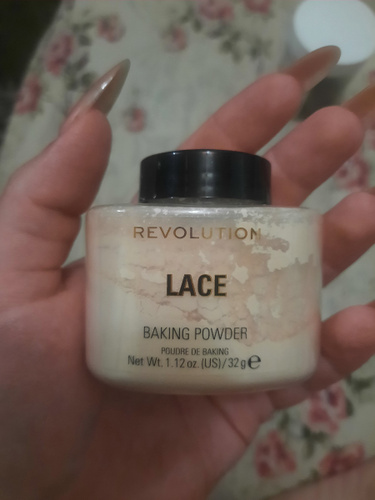 REVOLUTION
LACE
BAKING POWDER
POUDRE DE BAKING
Net Wt. 1.12 oz. (US)/32g℮